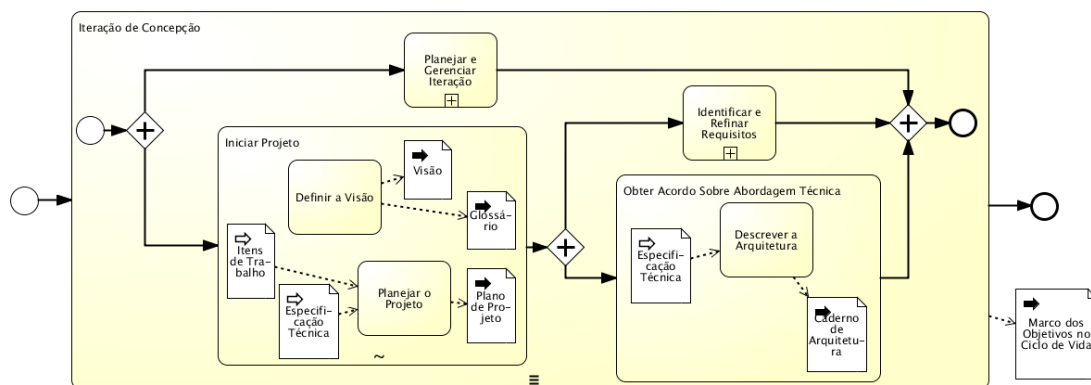 Iteração de Concepção
Planejar e
Gerenciar
Iteração
Identificar e
Refinar
Requisitos
Iniciar Projeto
Definir a Visão
Visão
Glossá-
rio
Itens
de Tra-
balho
Especifi-
cação
Técnica
Planejar o
Projeto
Plano
de Pro-
jeto
~
Obter Acordo Sobre Abordagem Técnica
Especifi-
cação
Técnica
Descrever a
Arquitetura
Caderno
de
Arquitetu-
ra
Marco dos
Objetivos no
Ciclo de Vida